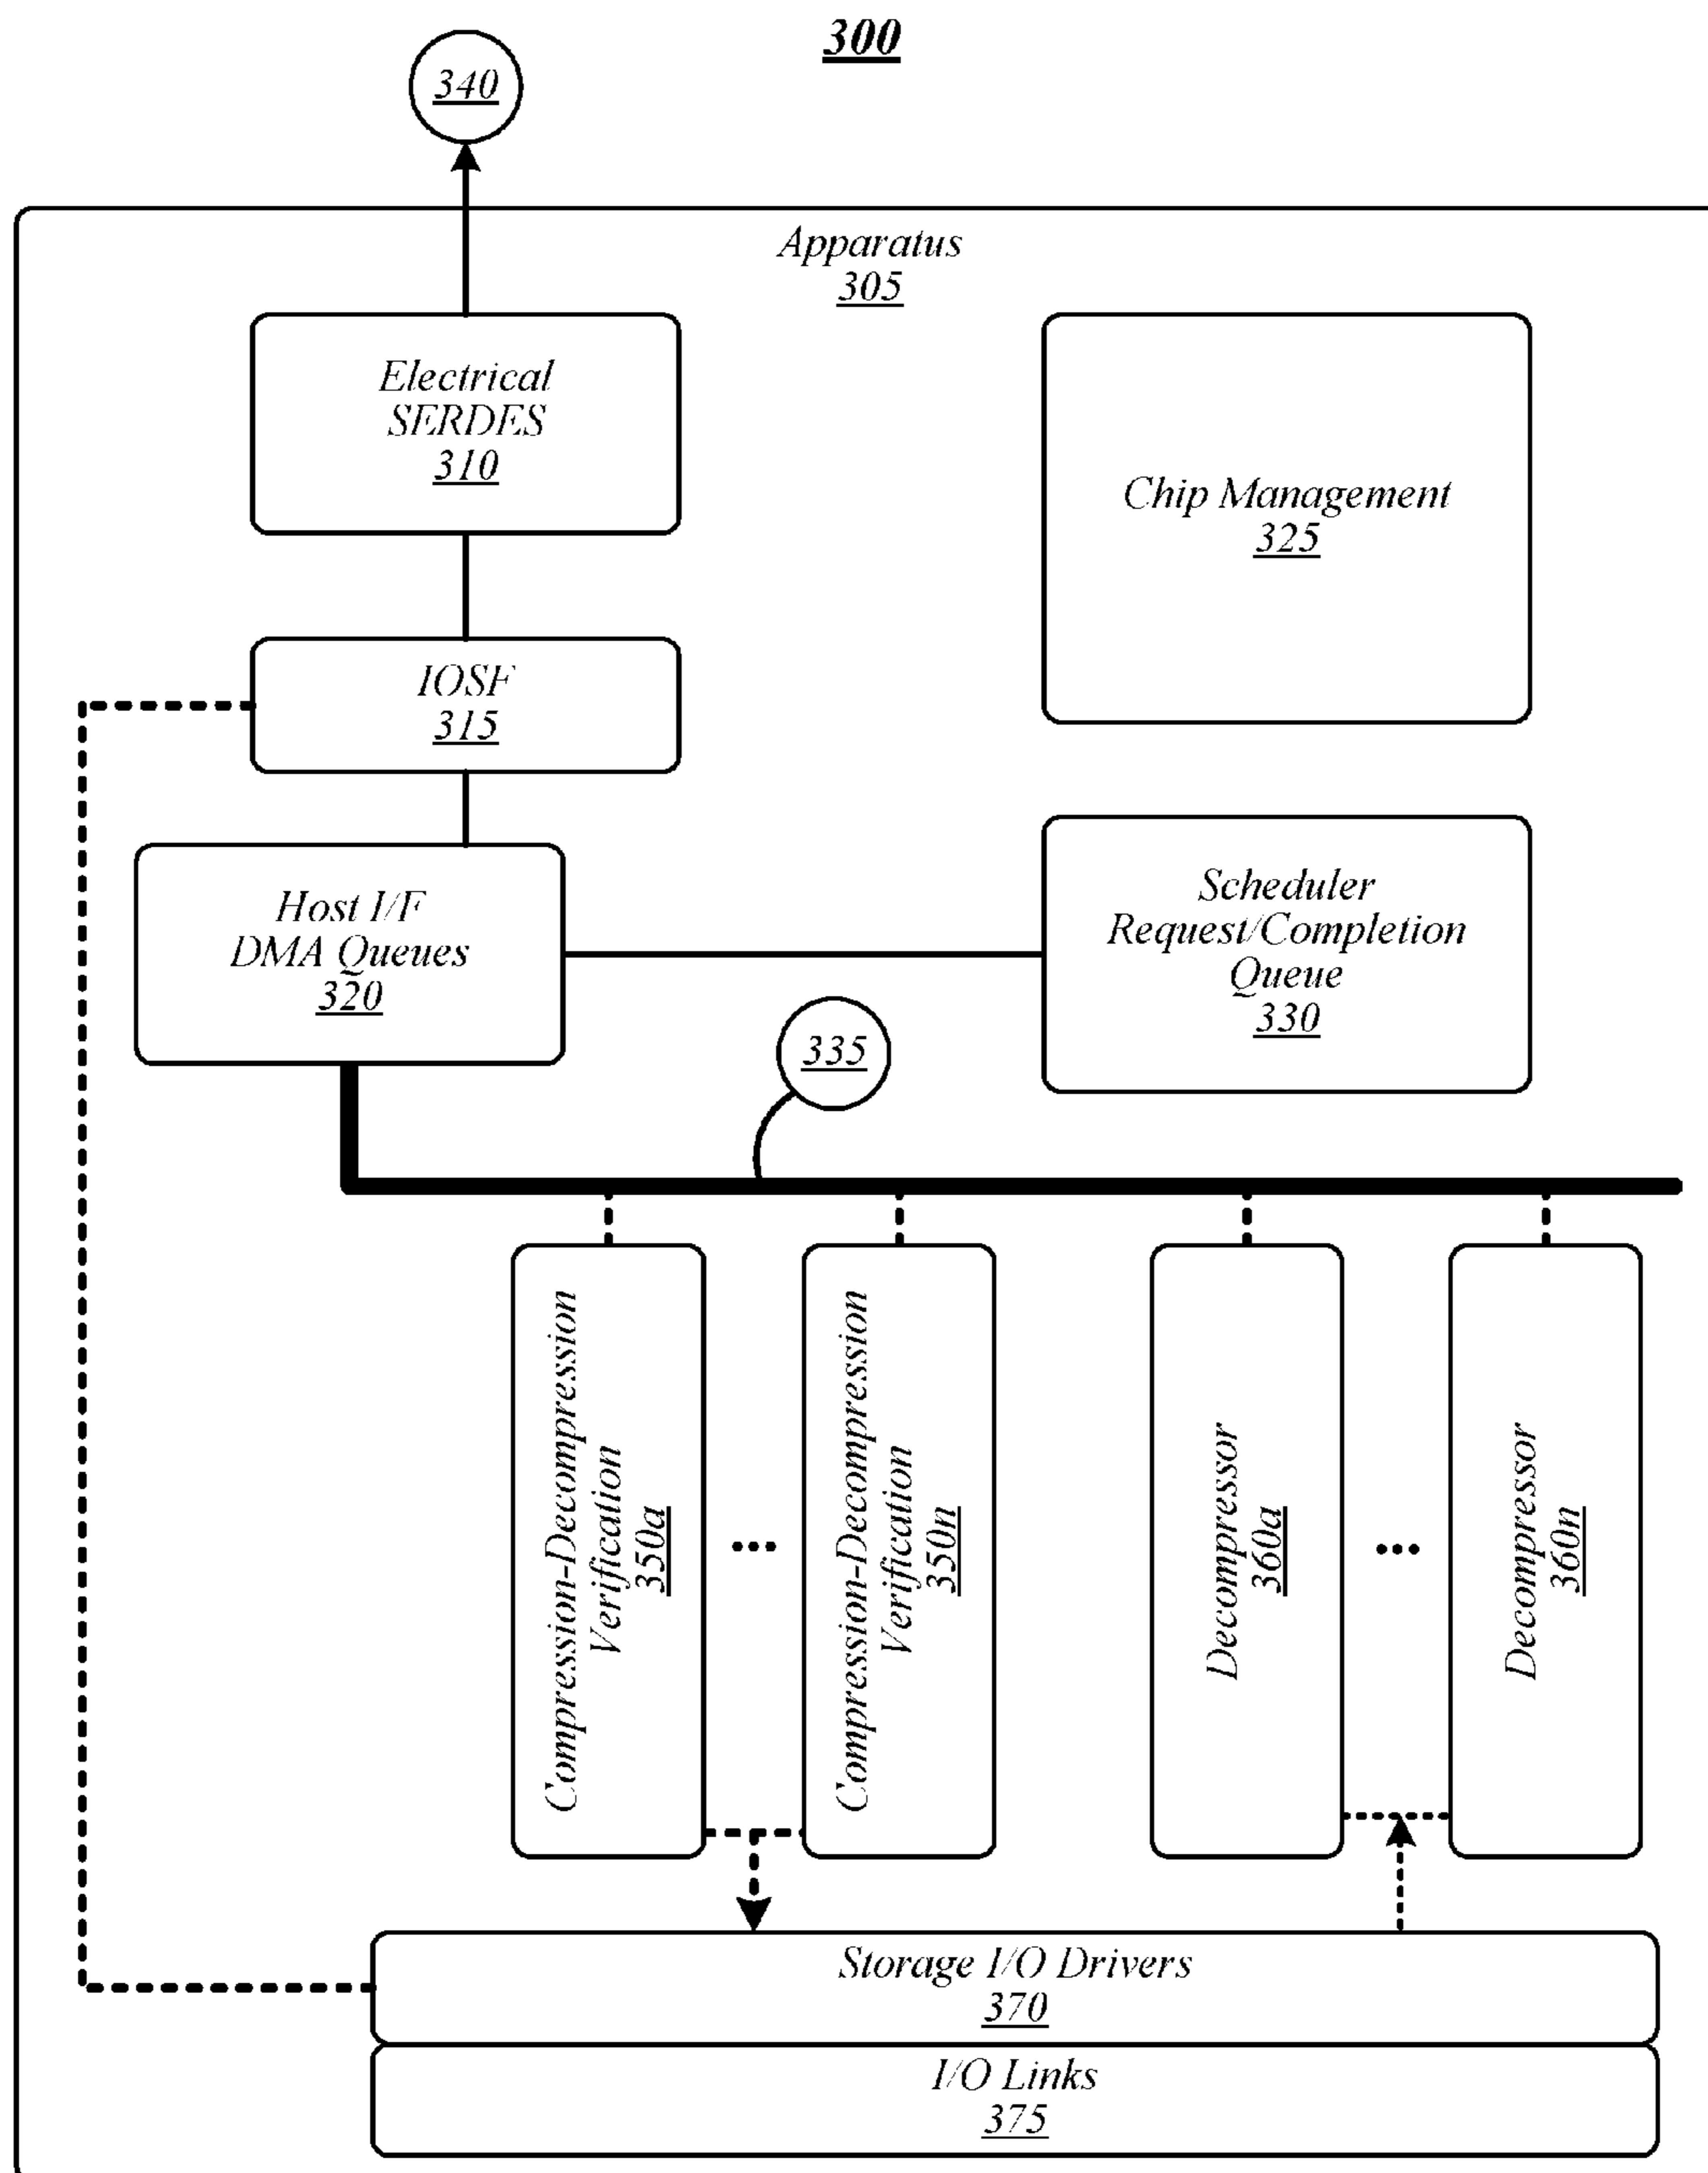 300
340
Apparatus
305
Electrical
SERDES
310
Chip Management
325
IOSF
315
Host I/F
DMA Queues
320
Scheduler
Request/Completion
Queue
330
335
Compression-Decompression
Verification
350a
...
Compression-Decompression
Verification
350n
Decompressor
360a
...
Decompressor
360n
Storage I/O Drivers
370
I/O Links
375